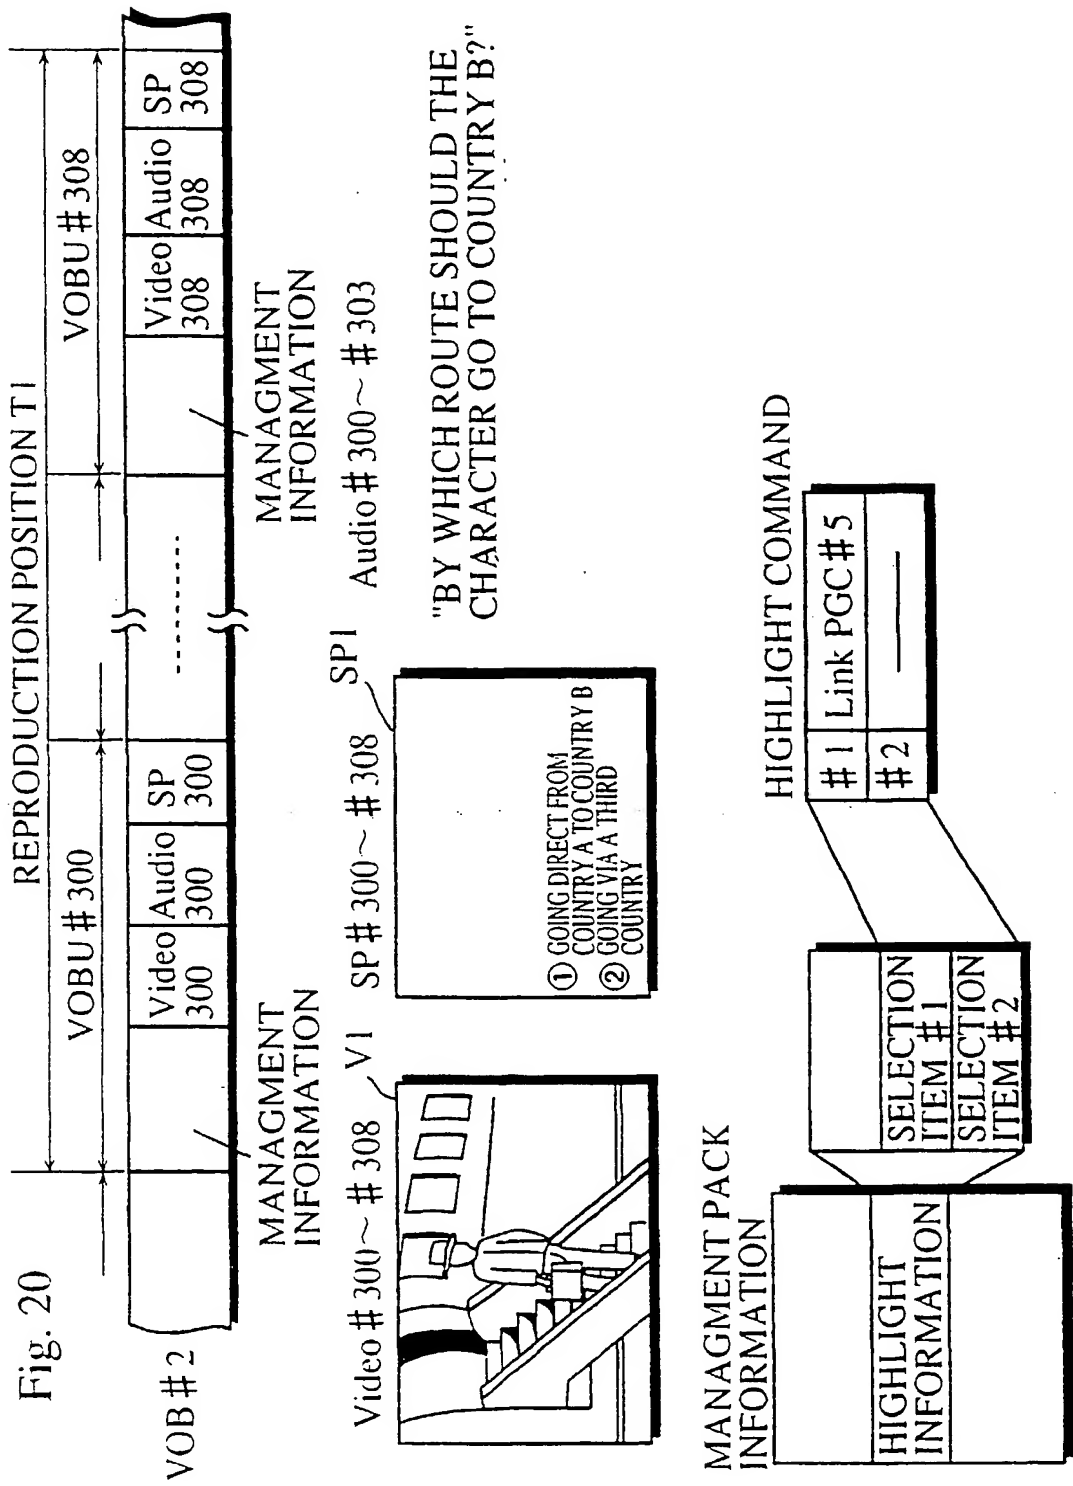 Fig. 20
REPRODUCTION POSITION T1
VOBU#300
VOBU#308
VOB#2
Video
300
Audio
300
SP
300
Video
308
Audio
308
SP
308
MANAGMENT
INFORMATION
MANAGMENT
INFORMATION
Video#300~#308
V1
SP#300~#308
SP1
Audio#300~#303
① GOING DIRECT FROM
COUNTRY A TO COUNTRY B
② GOING VIA A THIRD
COUNTRY
"BY WHICH ROUTE SHOULD THE
CHARACTER GO TO COUNTRY B?"
MANAGEMENT PACK
INFORMATION
HIGHLIGHT
INFORMATION
SELECTION
ITEM #1
SELECTION
ITEM #2
HIGHLIGHT COMMAND
#1 Link PGC#5
#2 —